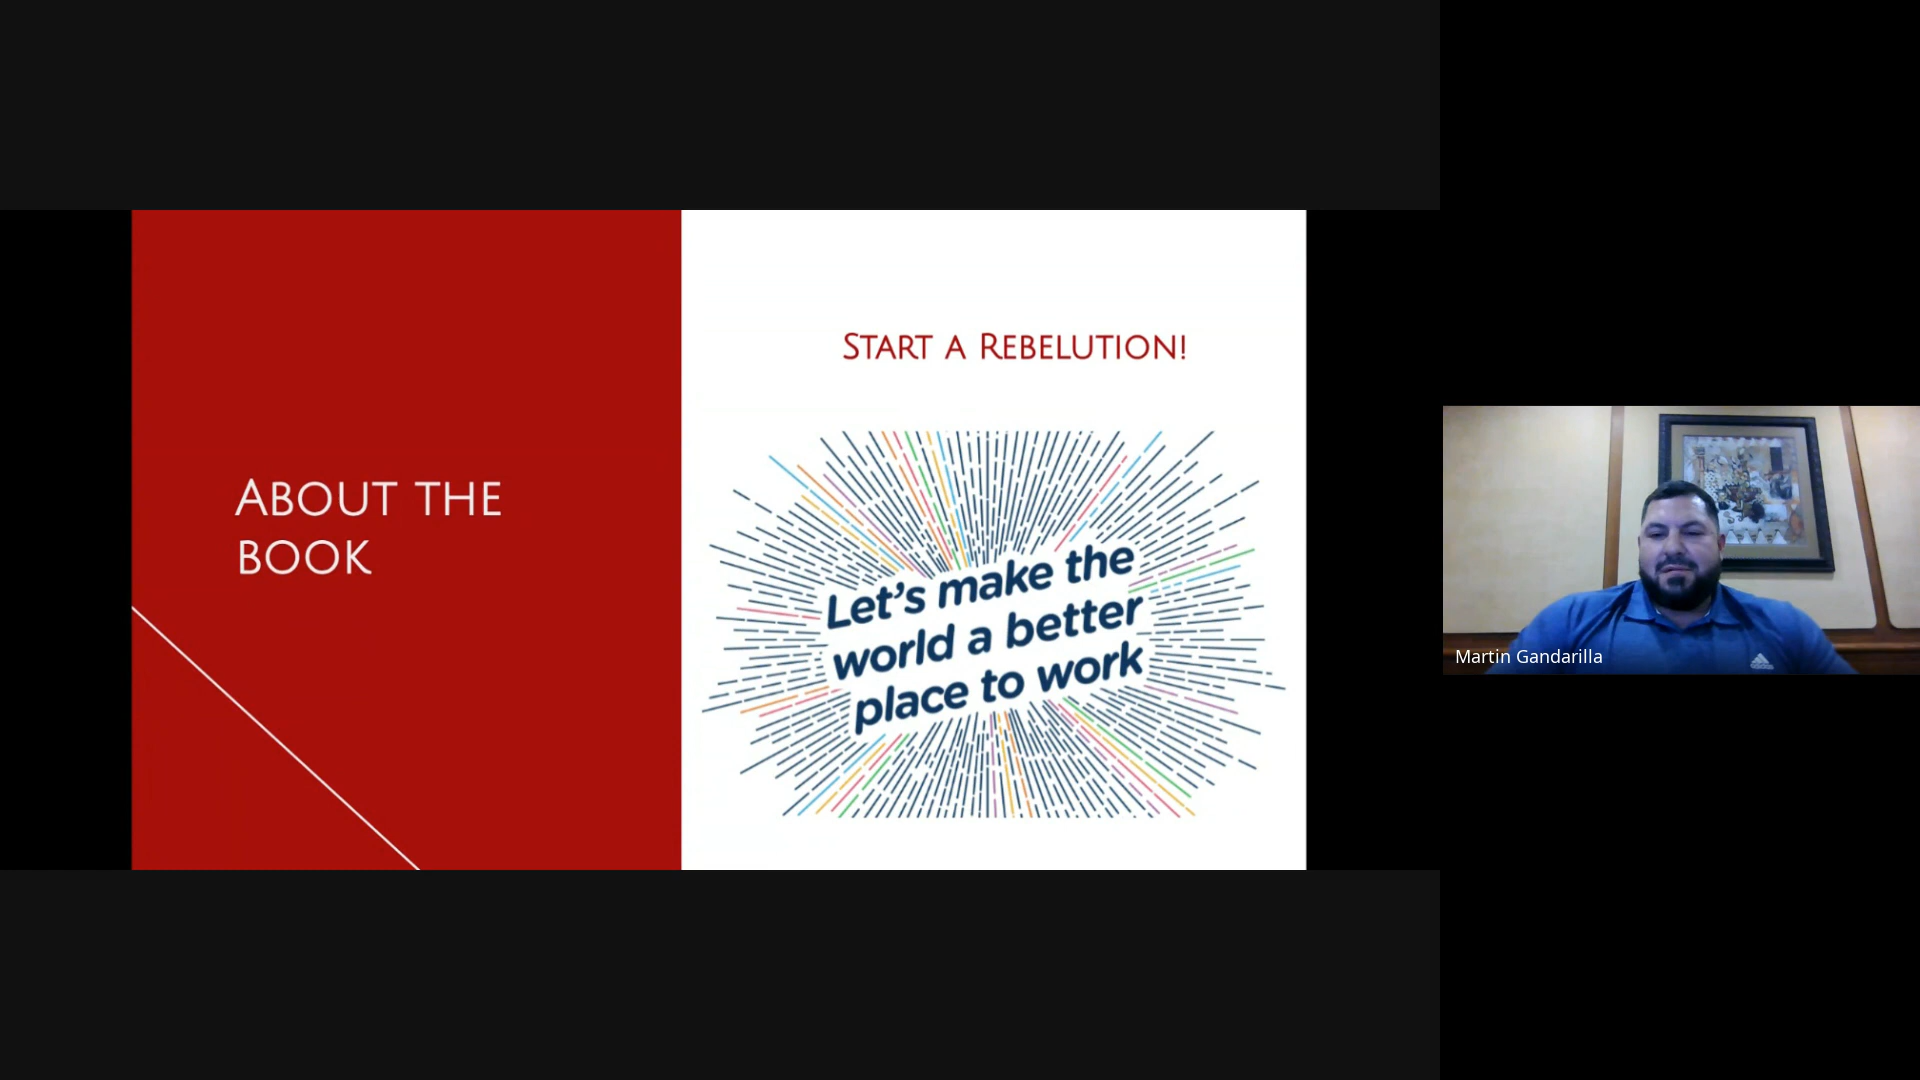 ABOUT THE
BOOK
START A REBELUTION!
Let's make the
world a better
place to work
Martin Gandarilla